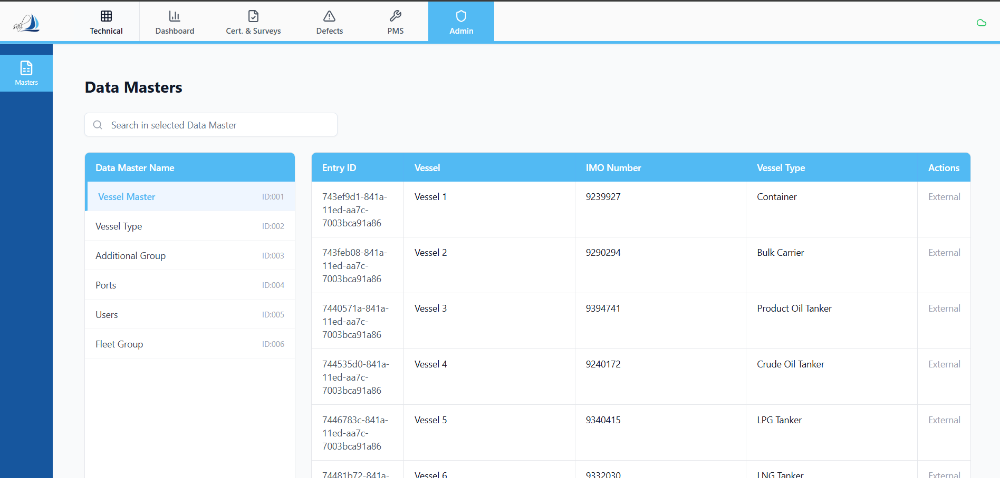 sail
Technical
Dashboard
Cert. & Surveys
Defects
PMS
Admin
Masters
Data Masters
Search in selected Data Master
Data Master Name
Vessel Master ID:001
Vessel Type ID:002
Additional Group ID:003
Ports ID:004
Users ID:005
Fleet Group ID:006
Entry ID Vessel IMO Number Vessel Type Actions
743ef9d1-841a- Vessel 1 9239927 Container External
11ed-aa7c-
7003bca91a86
743feb08-841a- Vessel 2 9290294 Bulk Carrier External
11ed-aa7c-
7003bca91a86
7440571a-841a- Vessel 3 9394741 Product Oil Tanker External
11ed-aa7c-
7003bca91a86
744535d0-841a- Vessel 4 9240172 Crude Oil Tanker External
11ed-aa7c-
7003bca91a86
7446783c-841a- Vessel 5 9340415 LPG Tanker External
11ed-aa7c-
7003bca91a86
74481b72-841a- Vessel 6 9332030 LNG Tanker External